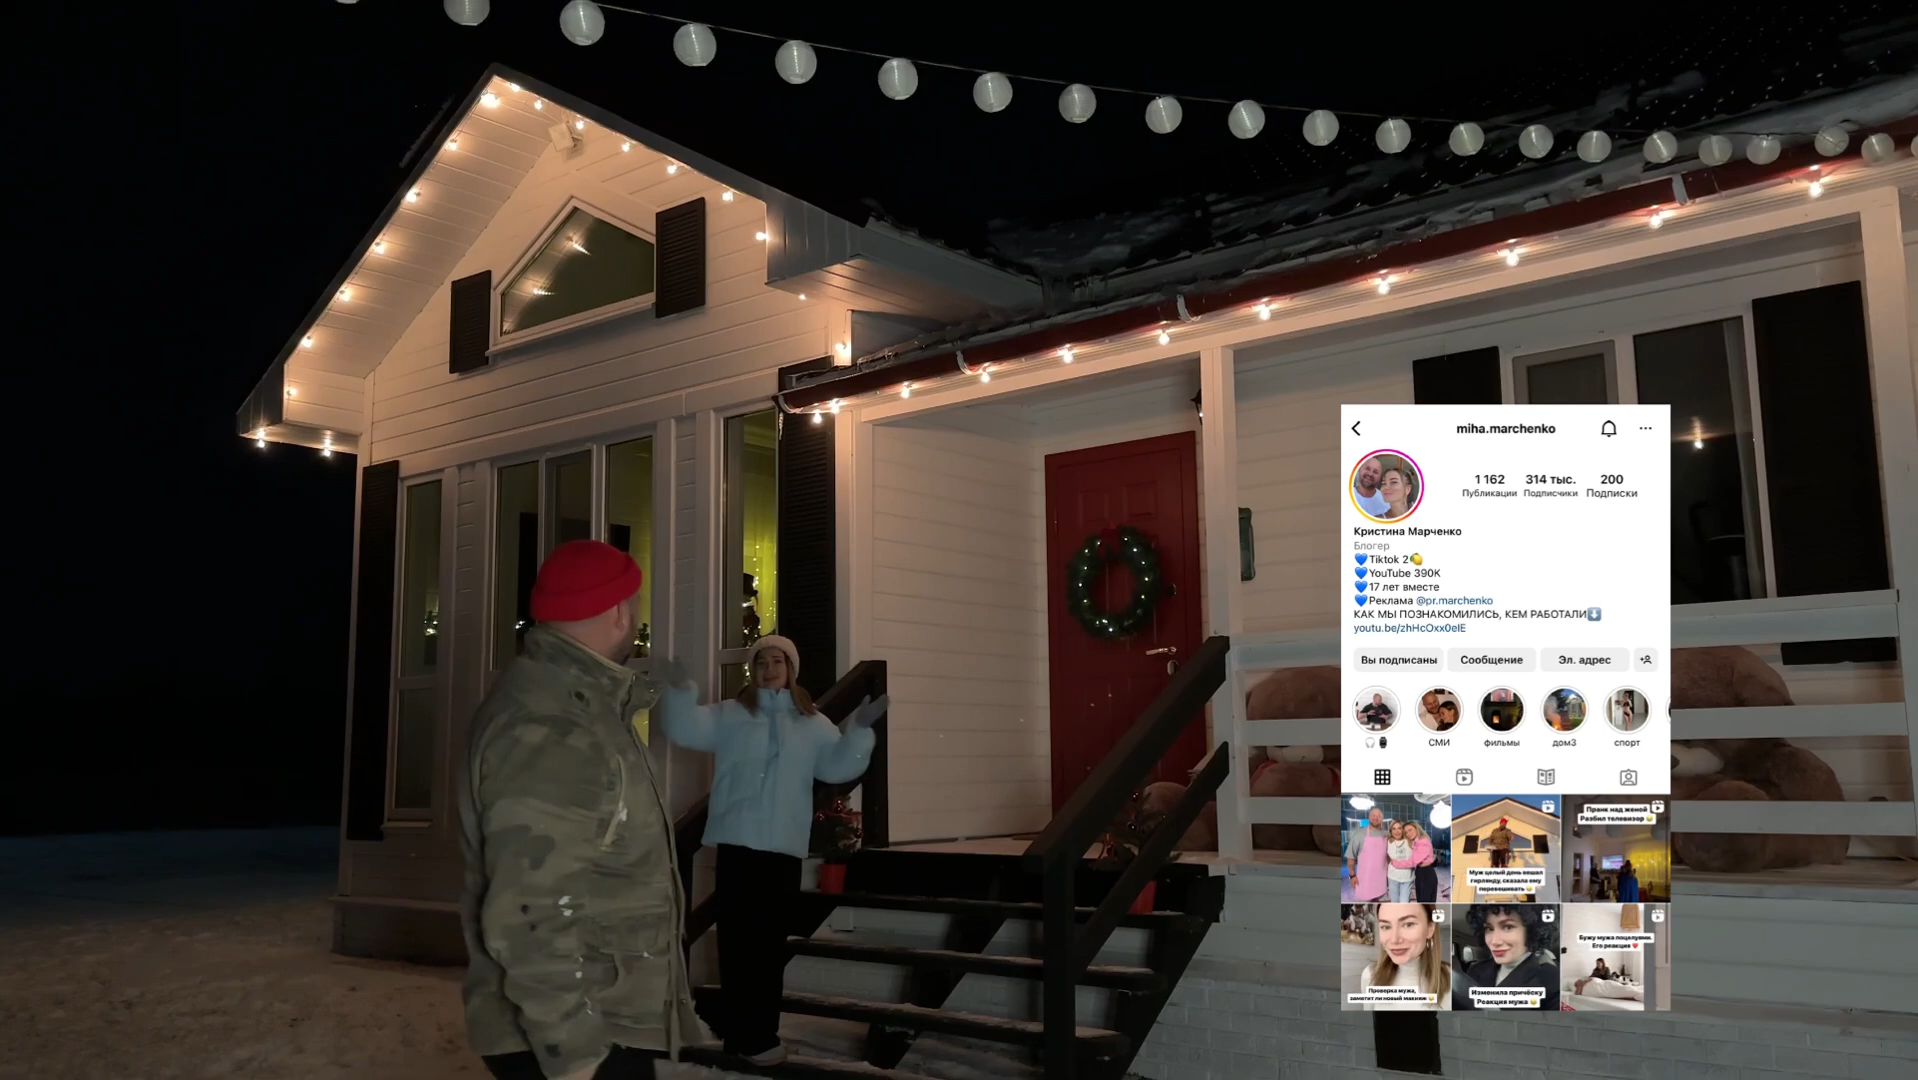 miha.marchenko
1 162
314 тыс.
200
Публикации
Подписчики
Подписки
Кристина Марченко
Блогер
💙Tiktok 2🍋
💙YouTube 390K
💙17 лет вместе
💙Реклама @pr.marchenko
КАК МЫ ПОЗНАКОМИЛИСЬ, КЕМ РАБОТАЛИ⬇️
youtu.be/zhHcOxx0eIE
Вы подписаны
Сообщение
Эл. адрес
СМИ
фильмы
дом3
спорт
Муж целый день вешал
гирлянду, сказала ему
перевешивать 😂
Пранк над женой
Разбил телевизор 😂
Проверка мужа,
заметит ли новый макияж 😂
Изменила причёску
Реакция мужа 😂
Бужу мужа поцелуями.
Его реакция ❤️